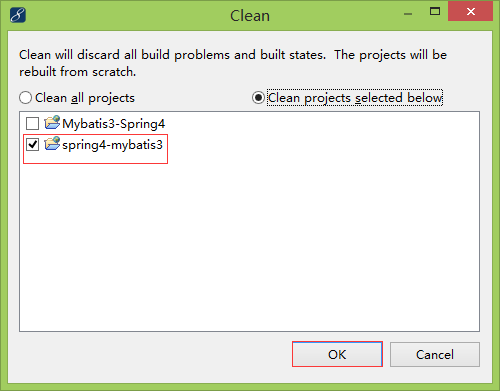 Clean
Clean will discard all build problems and built states.  The projects will be
rebuilt from scratch.
Clean all projects
Clean projects selected below
Mybatis3-Spring4
spring4-mybatis3
OK
Cancel